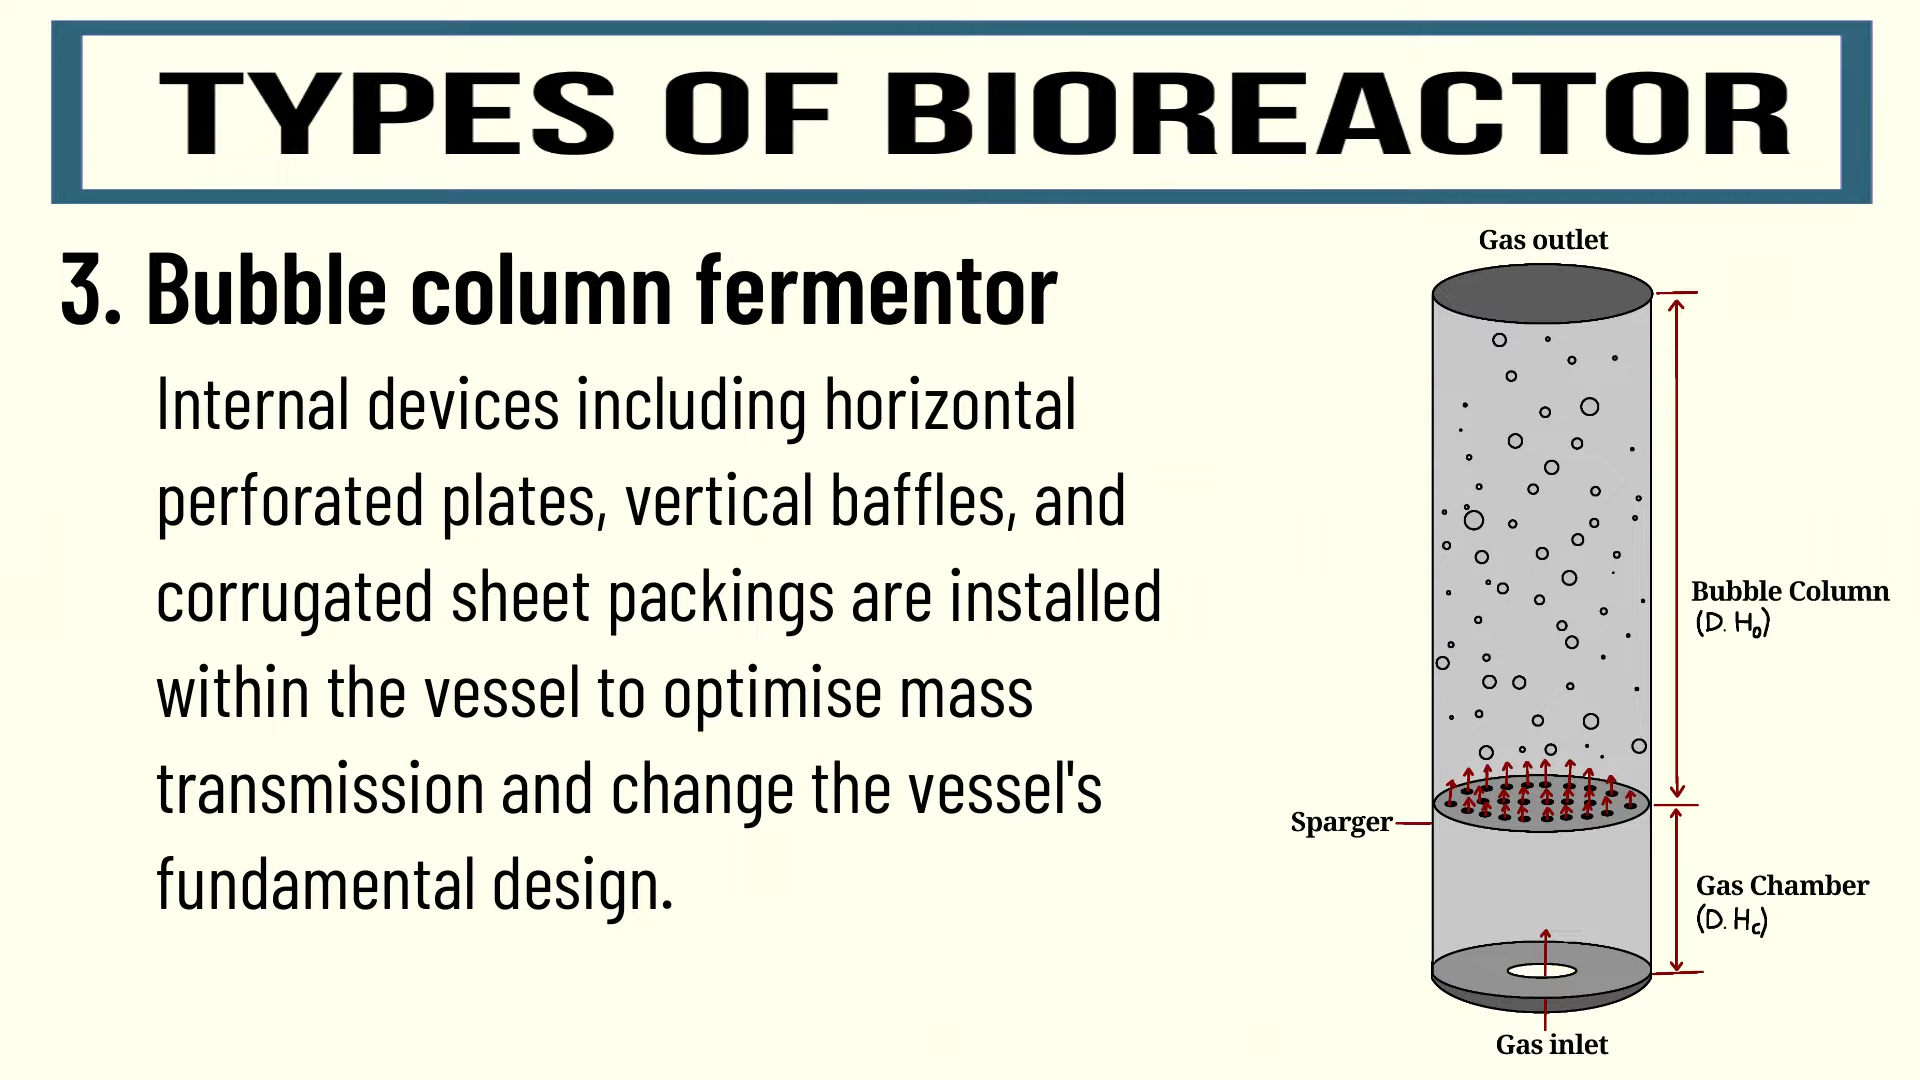 TYPES OF BIOREACTOR
3. Bubble column fermentor
Internal devices including horizontal
perforated plates, vertical baffles, and
corrugated sheet packings are installed
within the vessel to optimise mass
transmission and change the vessel's
fundamental design.
Gas outlet
Bubble Column
(D. H₀)
Sparger
Gas Chamber
(D. Hc)
Gas inlet